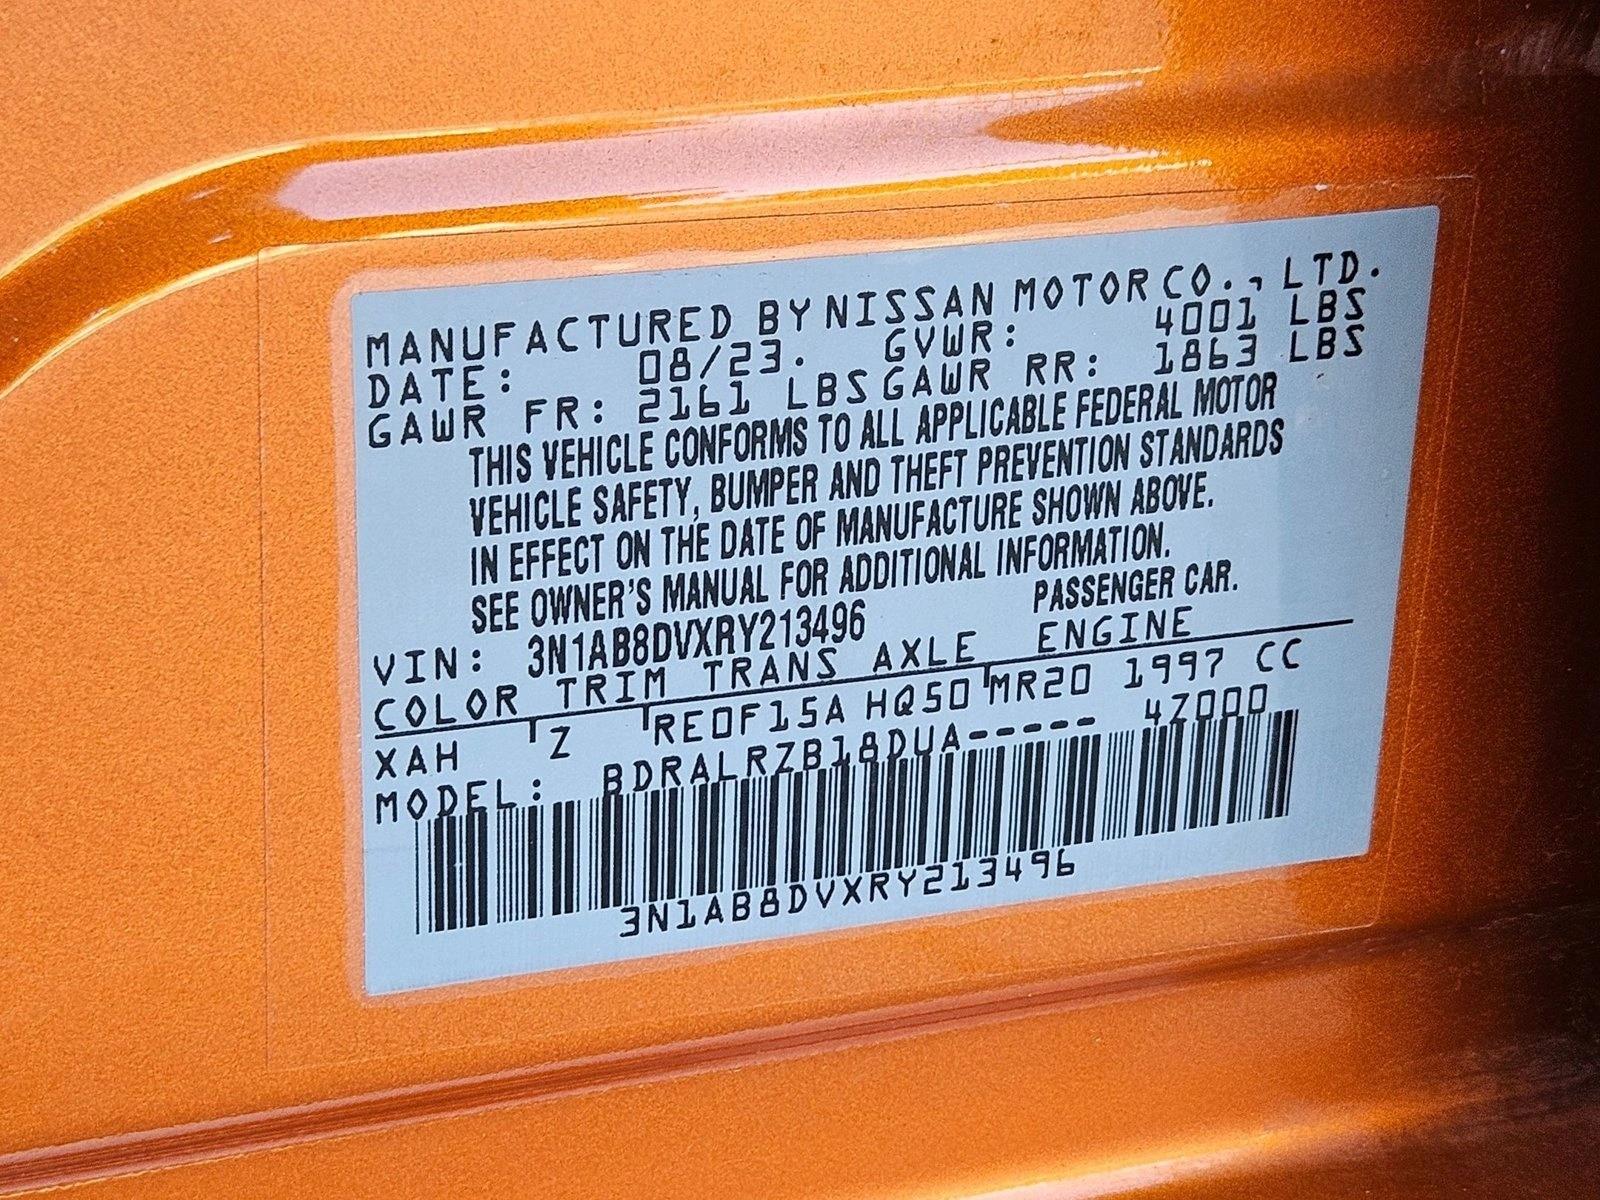 MANUFACTURED BY NISSAN MOTOR CO., LTD.
DATE: 08/23. GVWR: 4001 LBS
GAWR FR: 2161 LBS GAWR RR: 1863 LBS
THIS VEHICLE CONFORMS TO ALL APPLICABLE FEDERAL MOTOR
VEHICLE SAFETY, BUMPER AND THEFT PREVENTION STANDARDS
IN EFFECT ON THE DATE OF MANUFACTURE SHOWN ABOVE.
SEE OWNER'S MANUAL FOR ADDITIONAL INFORMATION.
VIN: 3N1AB8DVXRY213496 PASSENGER CAR.
COLOR TRIM TRANS AXLE ENGINE
XAH Z RE0F15A HQ50 MR20 1997 CC
MODEL: BDRALRZB18DUA----- 47000
3N1AB8DVXRY213496